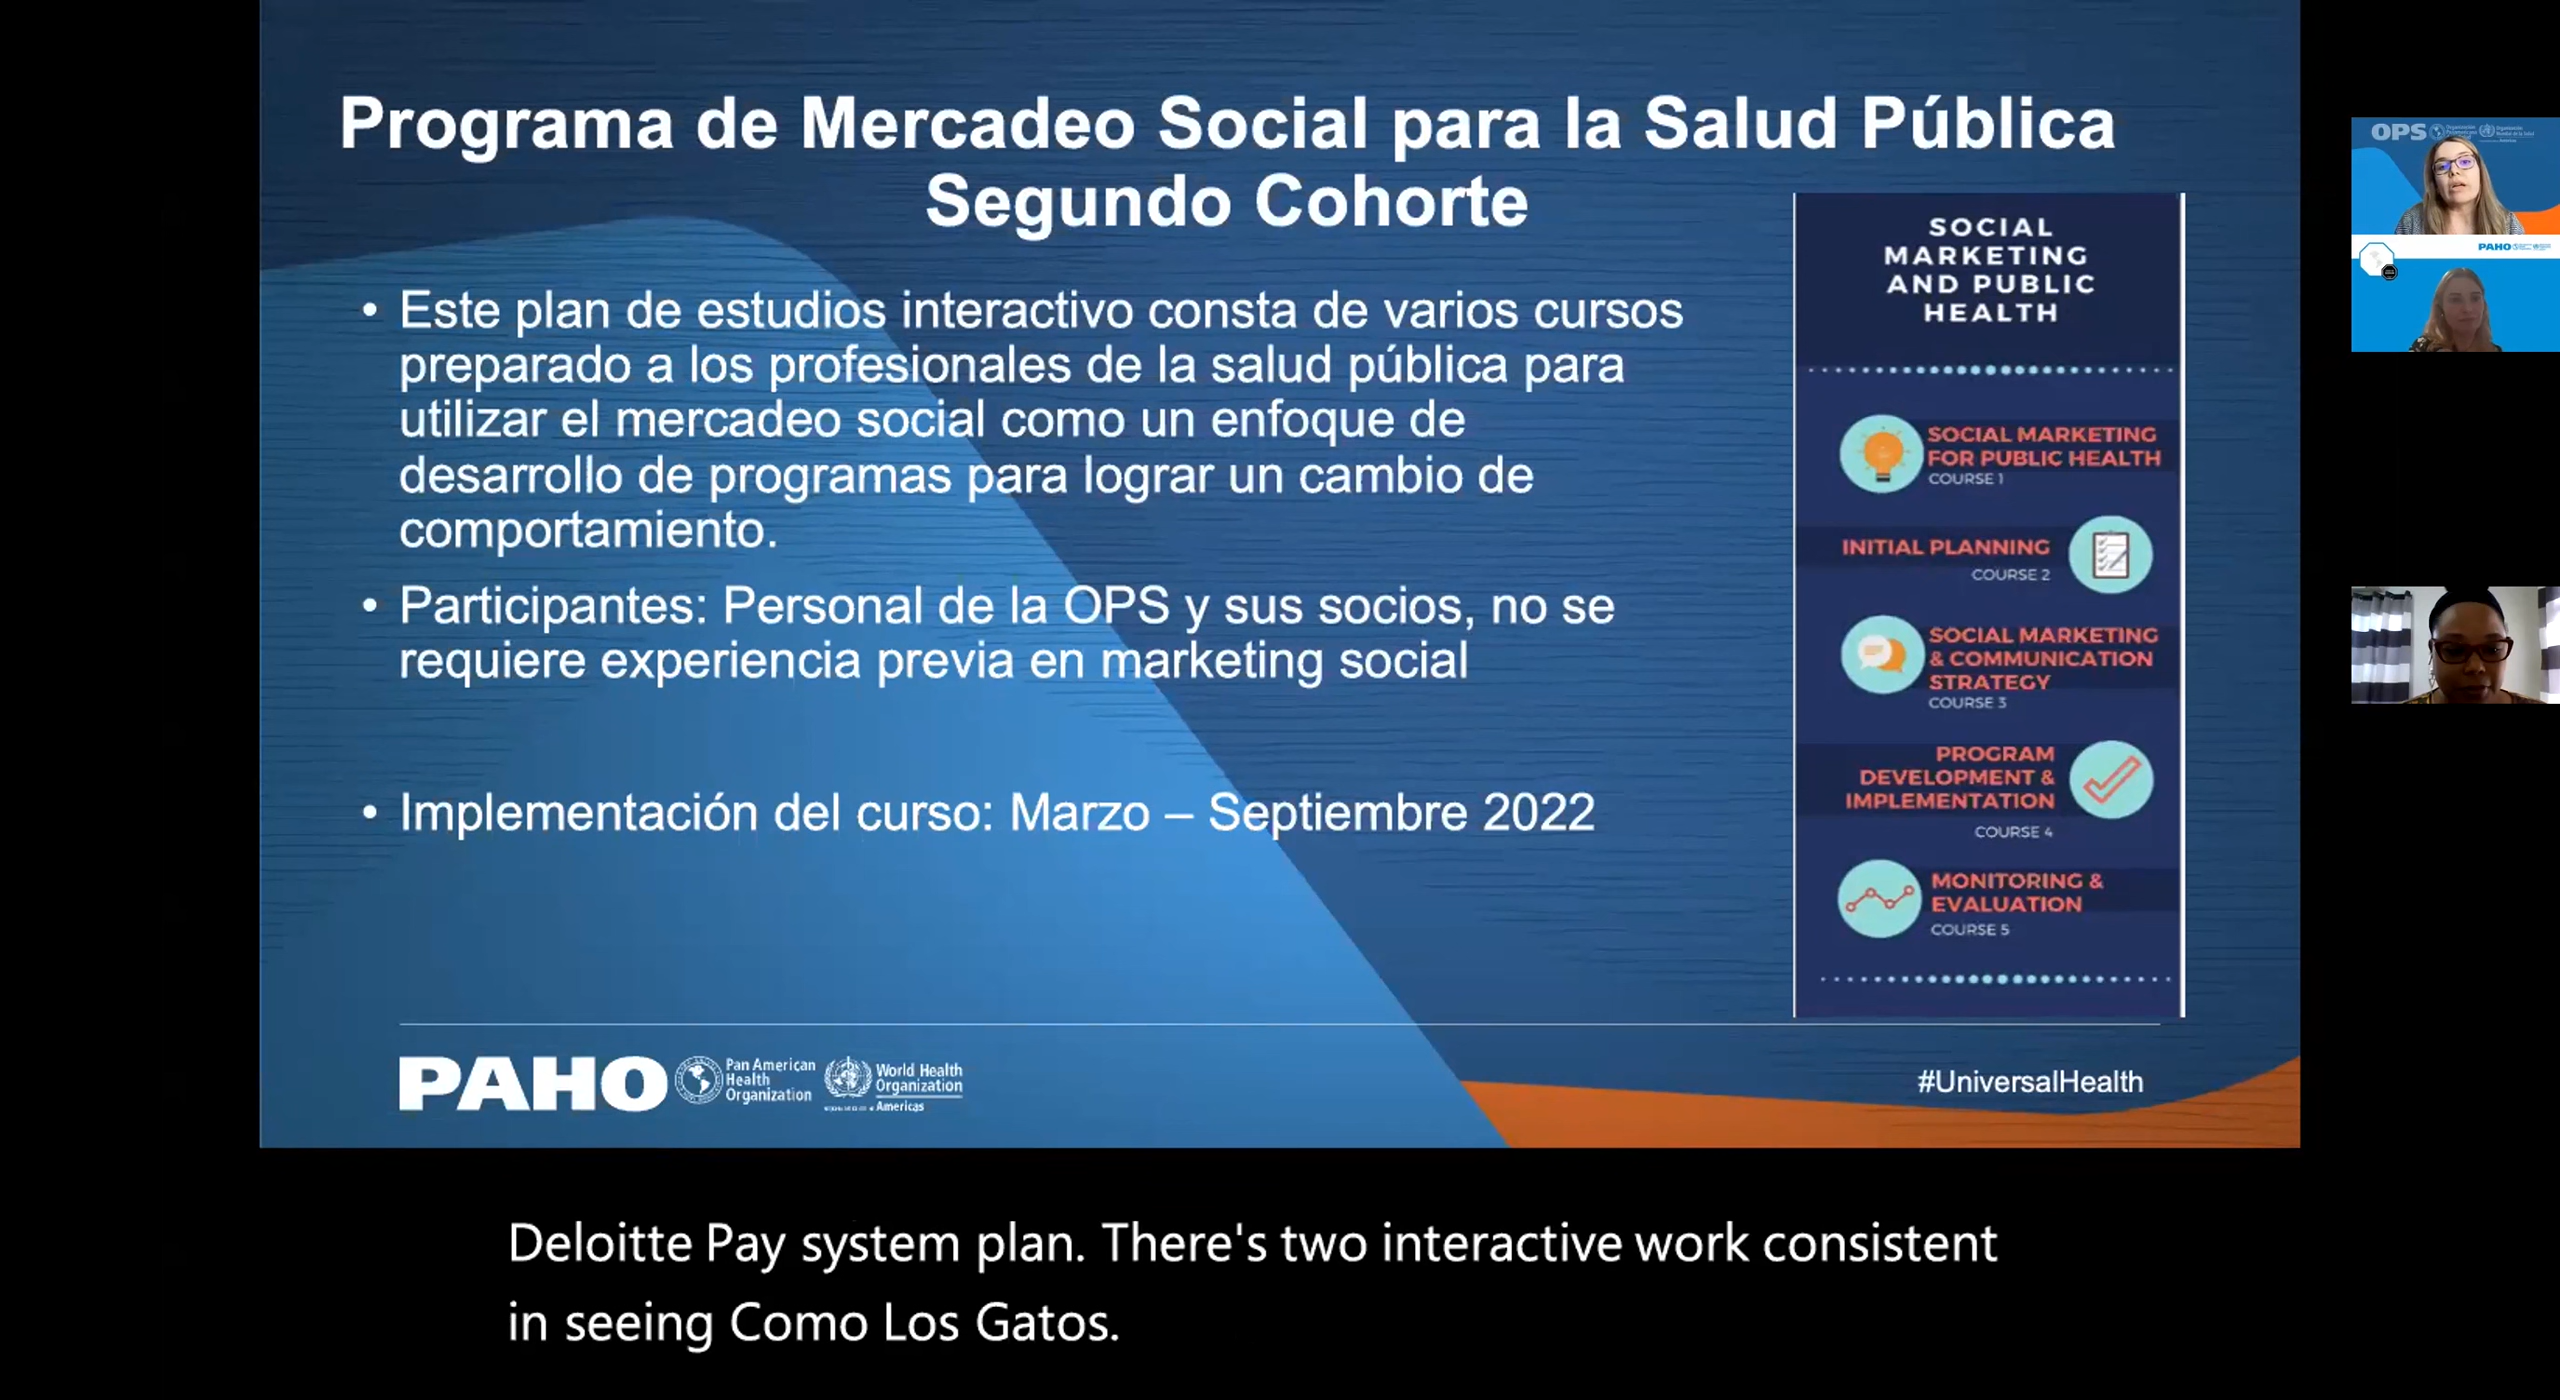 Programa de Mercadeo Social para la Salud Pública
Segundo Cohorte
• Este plan de estudios interactivo consta de varios cursos
preparado a los profesionales de la salud pública para
utilizar el mercadeo social como un enfoque de
desarrollo de programas para lograr un cambio de
comportamiento.
• Participantes: Personal de la OPS y sus socios, no se
requiere experiencia previa en marketing social
• Implementación del curso: Marzo – Septiembre 2022
SOCIAL
MARKETING
AND PUBLIC
HEALTH
SOCIAL MARKETING
FOR PUBLIC HEALTH
COURSE 1
INITIAL PLANNING
COURSE 2
SOCIAL MARKETING
& COMMUNICATION
STRATEGY
COURSE 3
PROGRAM
DEVELOPMENT &
IMPLEMENTATION
COURSE 4
MONITORING &
EVALUATION
COURSE 5
PAHO
Pan American
Health
Organization
World Health
Organization
Americas
#UniversalHealth
OPS
PAHO
Deloitte Pay system plan. There's two interactive work consistent
in seeing Como Los Gatos.